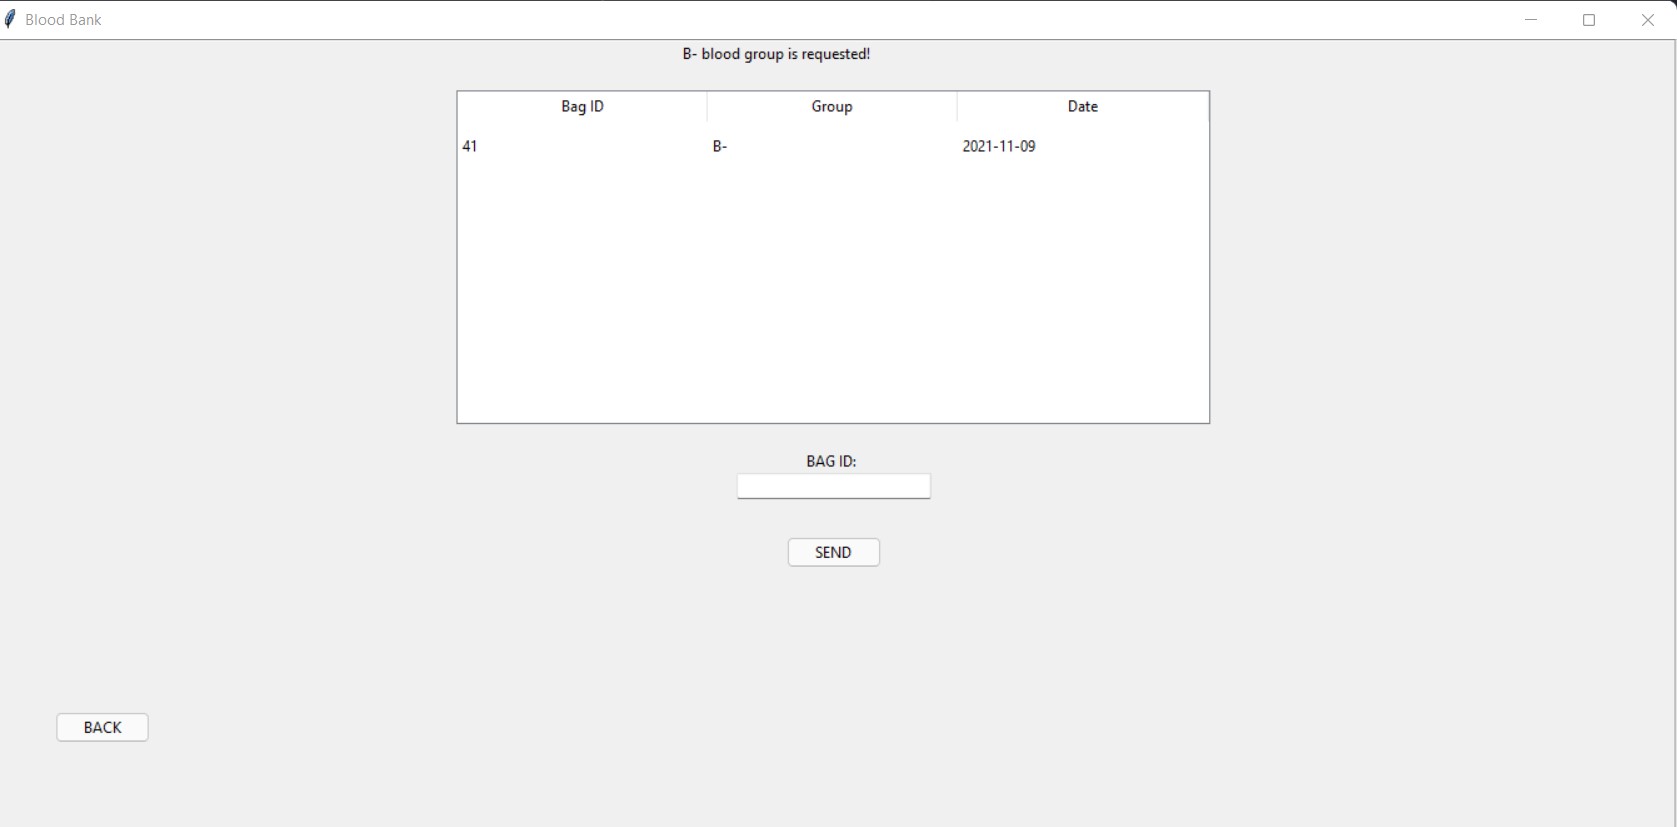 Blood Bank
B- blood group is requested!
Bag ID Group Date
41 B- 2021-11-09
BAG ID:
SEND
BACK